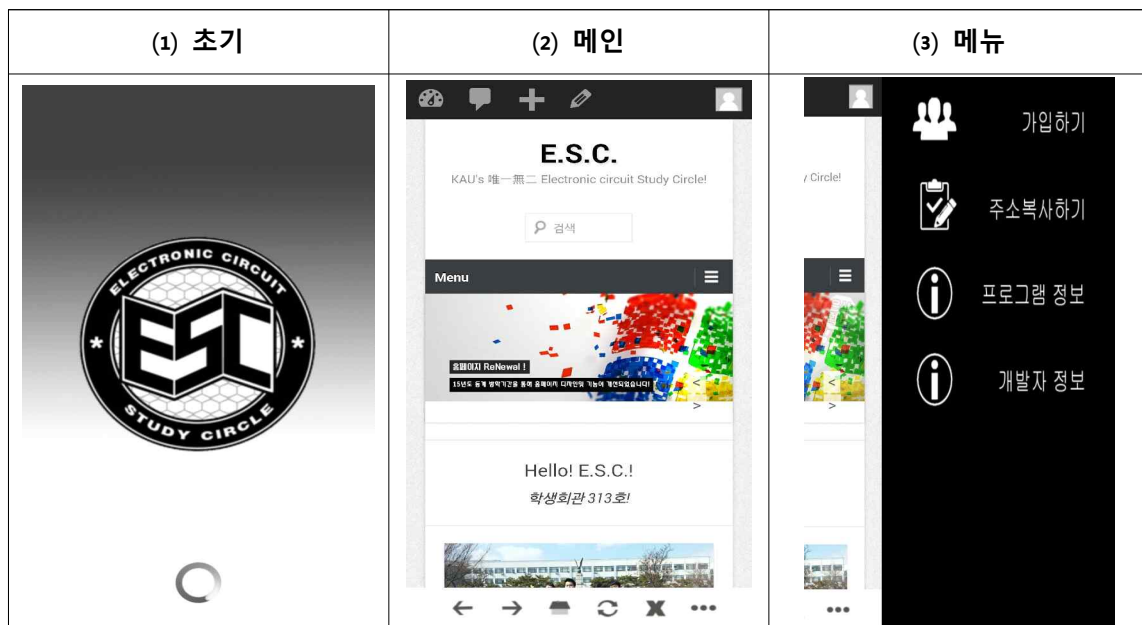 (1) 초기
(2) 메인
(3) 메뉴
ELECTRONIC CIRCUIT
ESC
STUDY CIRCLE
E.S.C.
KAU's 唯一無二 Electronic circuit Study Circle!
검색
Menu
홈페이지 ReNewal !
15년도 동계 방학기간을 통해 홈페이지 디자인및 기능이 개선되었습니다!
<
>
Hello! E.S.C.!
학생회관 313호!
y Circle!
<
>
가입하기
주소복사하기
프로그램 정보
개발자 정보